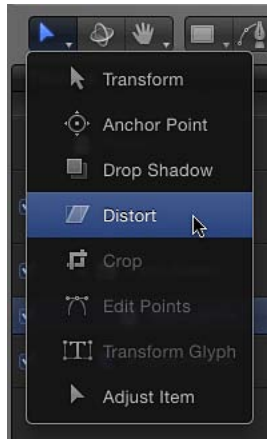 Transform
Anchor Point
Drop Shadow
Distort
Crop
Edit Points
Transform Glyph
Adjust Item